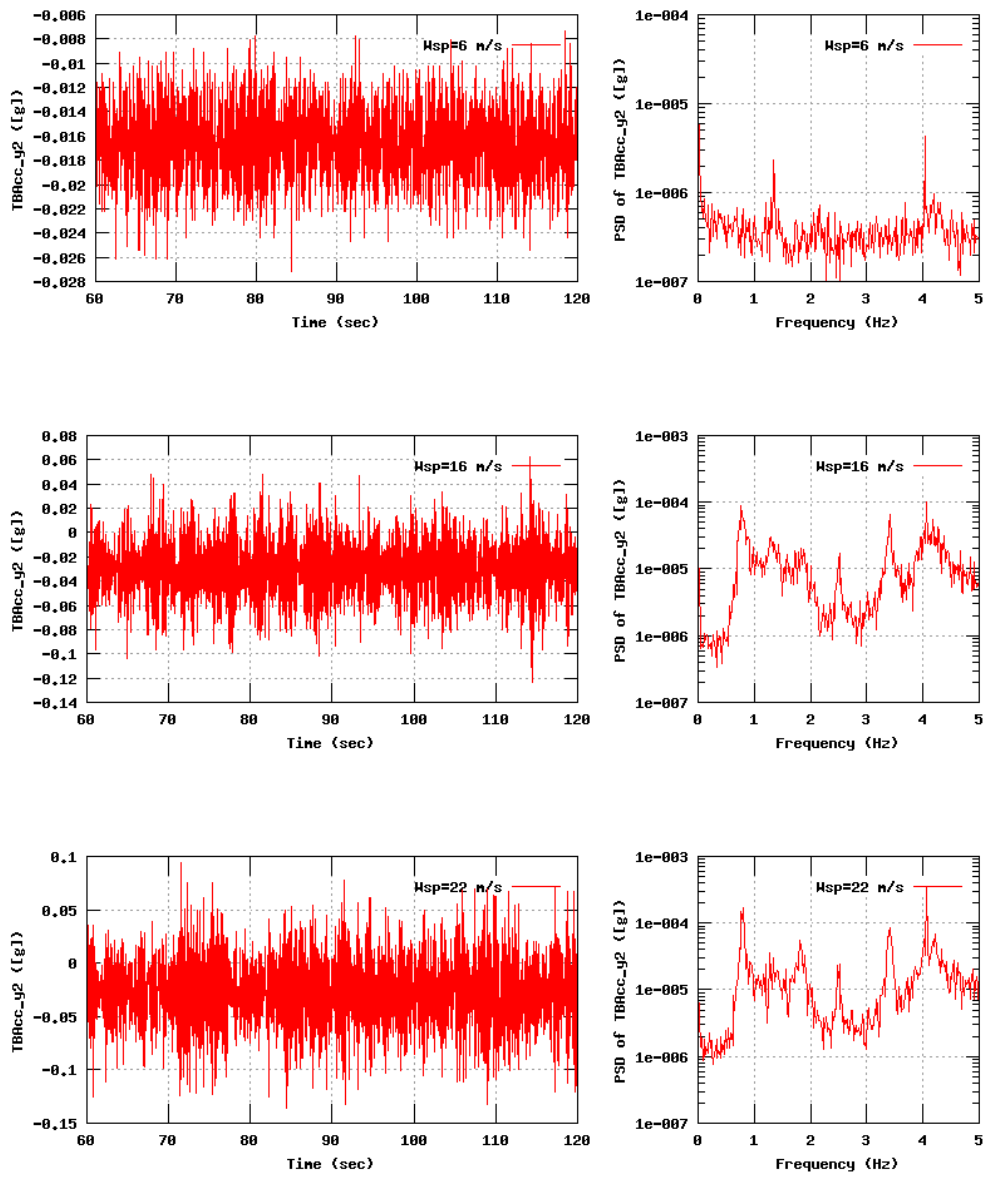 -0.006
-0.008
-0.01
-0.012
-0.014
-0.016
-0.018
-0.02
-0.022
-0.024
-0.026
-0.028
60 70 80 90 100 110 120
Time (sec)
TBAcc_y2 ([g])
Wsp=6 m/s
1e-004
1e-005
1e-006
1e-007
0 1 2 3 4 5
Frequency (Hz)
PSD of TBAcc_y2 ([g])
Wsp=6 m/s
0.08
0.06
0.04
0.02
0
-0.02
-0.04
-0.06
-0.08
-0.1
-0.12
-0.14
60 70 80 90 100 110 120
Time (sec)
TBAcc_y2 ([g])
Wsp=16 m/s
1e-003
1e-004
1e-005
1e-006
1e-007
0 1 2 3 4 5
Frequency (Hz)
PSD of TBAcc_y2 ([g])
Wsp=16 m/s
0.1
0.05
0
-0.05
-0.1
-0.15
60 70 80 90 100 110 120
Time (sec)
TBAcc_y2 ([g])
Wsp=22 m/s
1e-003
1e-004
1e-005
1e-006
1e-007
0 1 2 3 4 5
Frequency (Hz)
PSD of TBAcc_y2 ([g])
Wsp=22 m/s